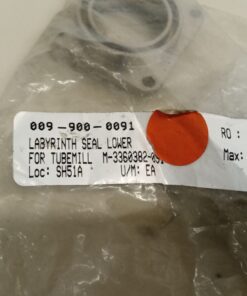 009-900-0091
RO :
LABYRINTH SEAL LOWER
FOR TUBEMILL
Max:
Loc: SH51A U/M: EA